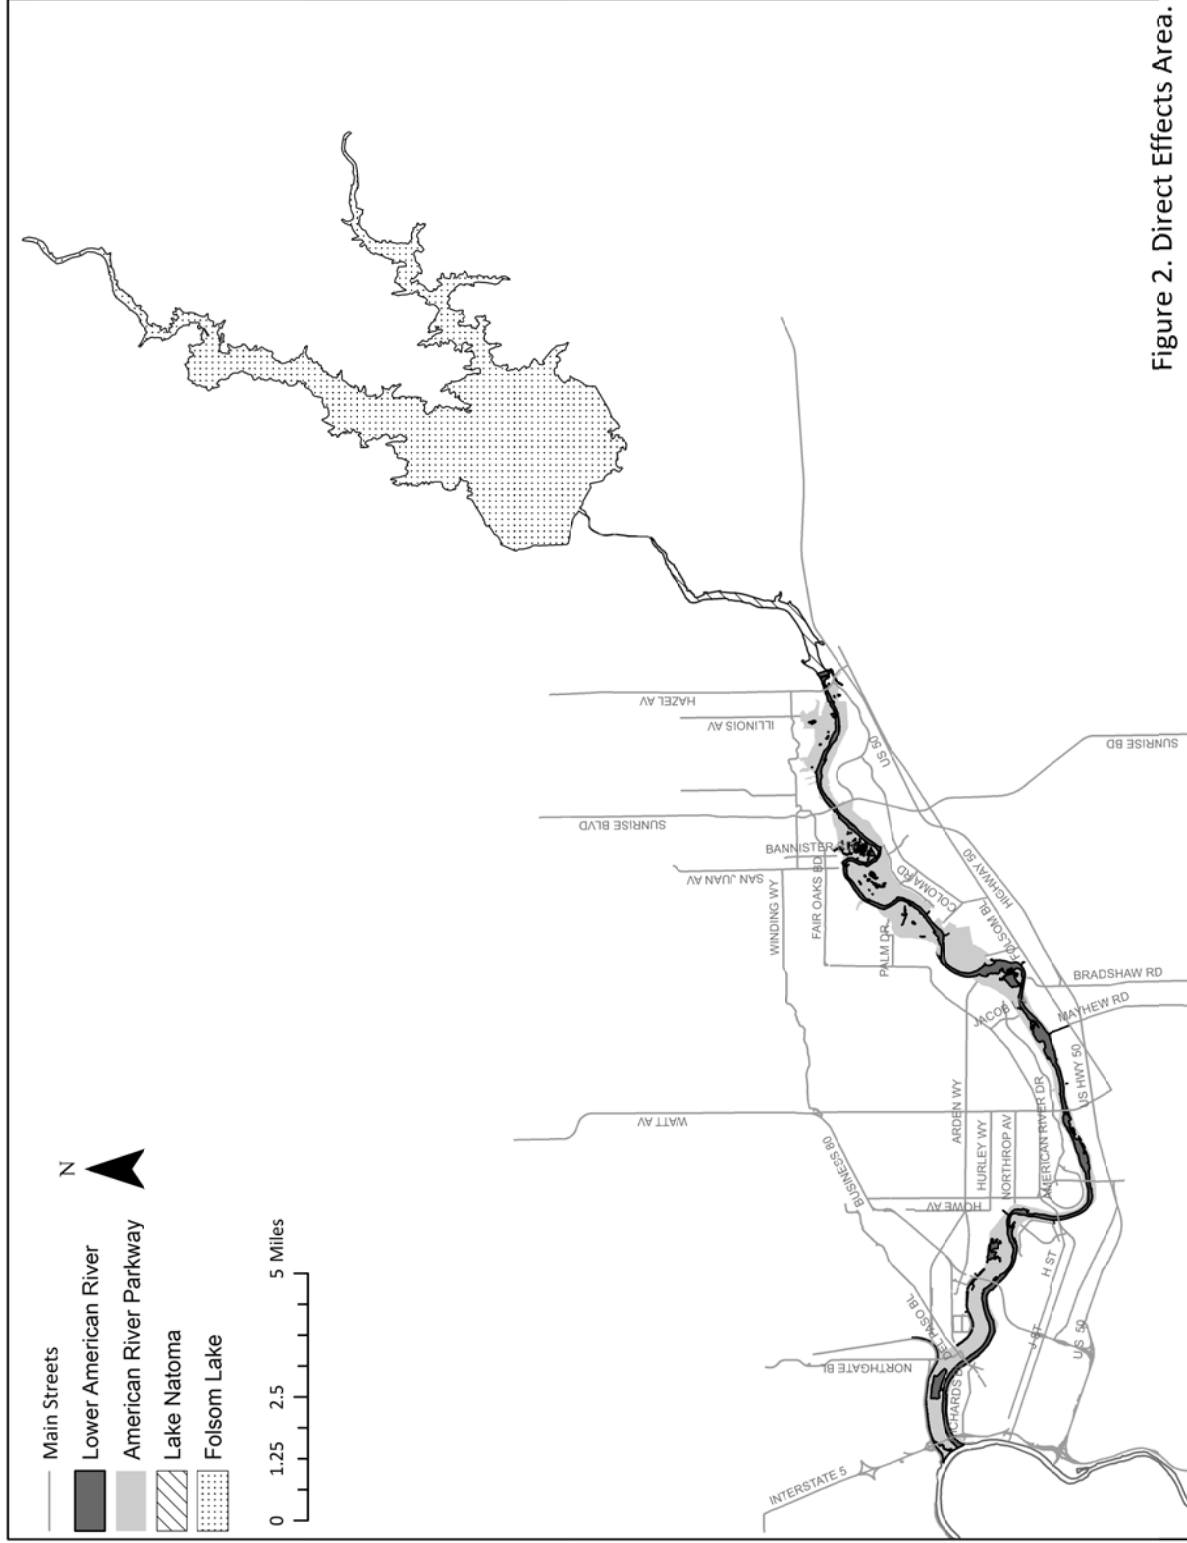 Main Streets
Lower American River
American River Parkway
Lake Natoma
Folsom Lake
N
0 1.25 2.5 5 Miles
HAZEL AV
ILLINOIS AV
US 50
SUNRISE BD
SUNRISE BLVD
BANNISTER
SAN JUAN AV
WINDING WY
FAIR OAKS BD
PALM DR
COLOMA RD
HIGHWAY 50
FOLSOM BL
BRADSHAW RD
MAYHEW RD
JACOB
US HWY 50
WATT AV
ARDEN WY
HURLEY WY
NORTHROP AV
AMERICAN RIVER DR
BUSINESS 80
HOWE AV
H ST
J ST
US 50
DEL PASO BL
NORTHGATE BL
INTERSTATE 5
Figure 2. Direct Effects Area.